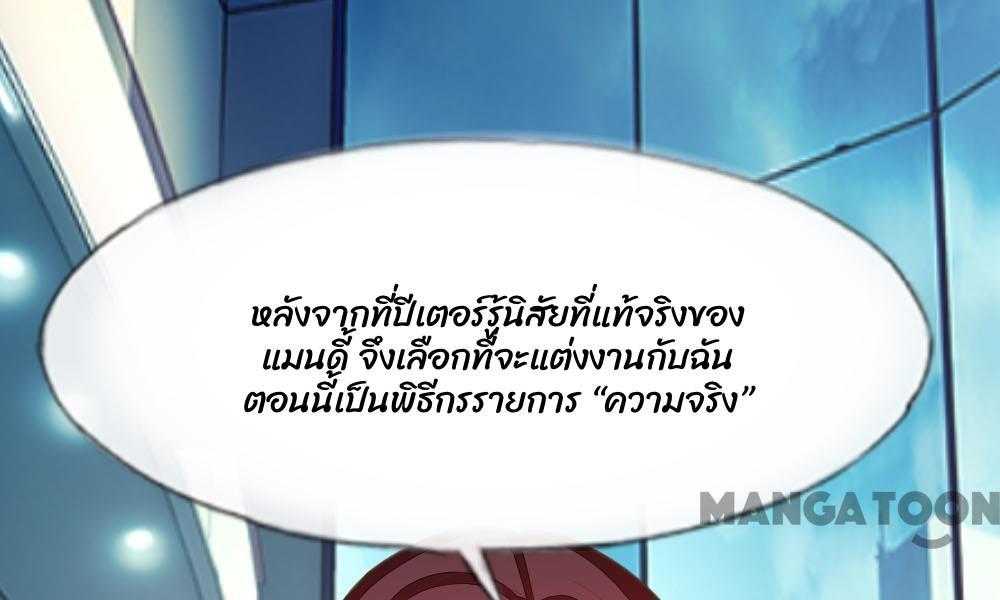 หลังจากที่ปีเตอร์รู้นิสัยที่แท้จริงของ
แมนดี้ จึงเลือกที่จะแต่งงานกับฉัน
ตอนนี้เป็นพิธีกรรายการ “ความจริง”
MANGATOON